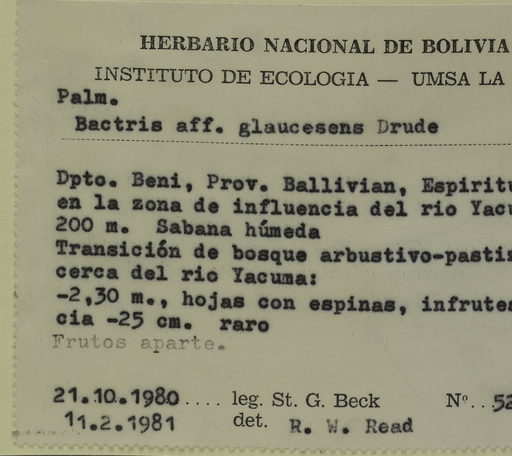 HERBARIO NACIONAL DE BOLIVIA
INSTITUTO DE ECOLOGIA — UMSA LA
Palm.
Bactris aff. glaucesens Drude
Dpto. Beni, Prov. Ballivian, Espiritu
en la zona de influencia del rio Yacu
200 m. Sabana húmeda
Transición de bosque arbustivo-pastiz
cerca del rio Yacuma:
-2,30 m., hojas con espinas, infrutes
cia -25 cm. raro
Frutos aparte.
21.10.1980.... leg. St. G. Beck Nº...52
11.2.1981 det. R. W. Read